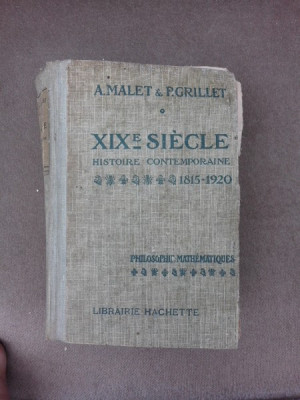 A. MALET & P. GRILLET
XIXE SIÈCLE
HISTOIRE CONTEMPORAINE
1815-1920
PHILOSOPHIE-MATHÉMATIQUES
LIBRAIRIE HACHETTE